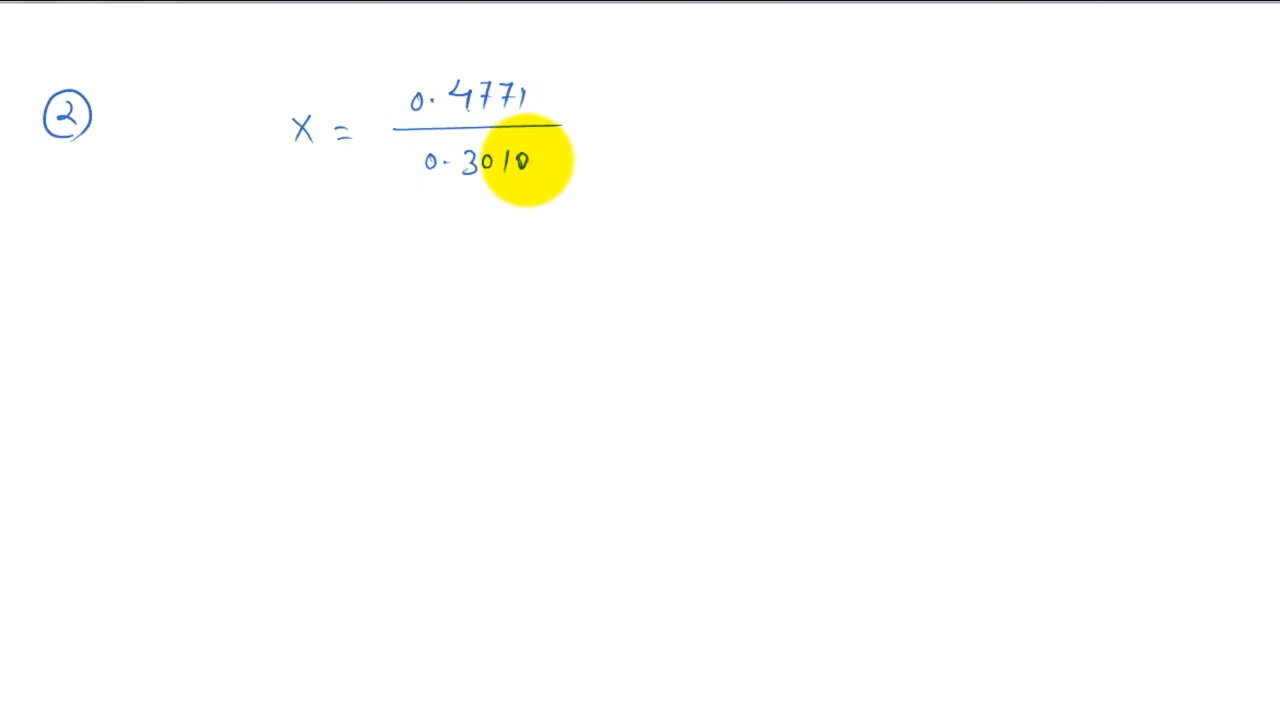 ② x = 0.4771
0.3010